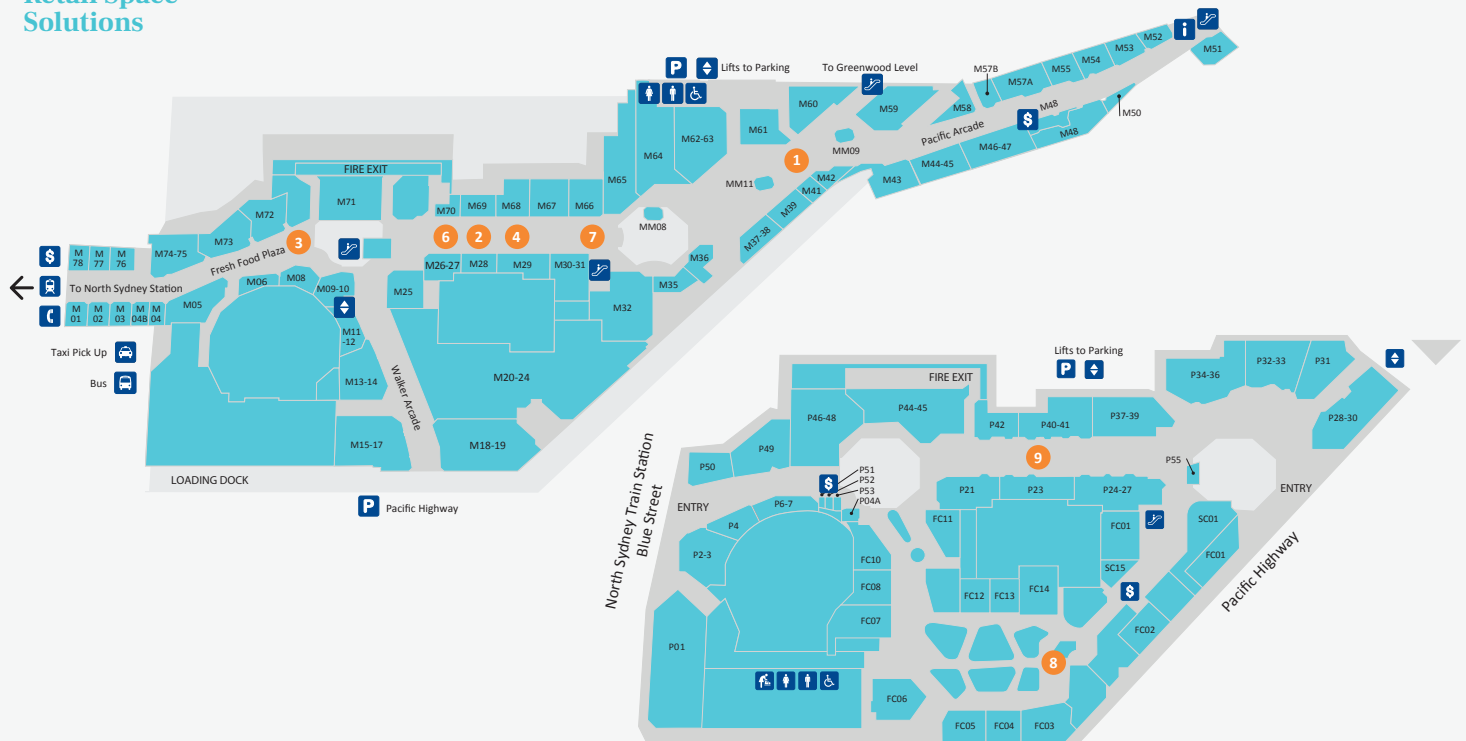 Retail Space
Solutions
P
Lifts to Parking
To Greenwood Level
M57B
M57A
M55
M54
M53
M52
i
M51
M50
M48
$
M48
M46-47
M44-45
M43
Pacific Arcade
M58
M59
M60
MM09
M61
1
MM11
M42
M41
M39
M37-38
M62-63
M64
M65
M66
M67
M68
M69
M70
FIRE EXIT
M71
M72
M73
M74-75
Fresh Food Plaza
3
6
2
4
7
MM08
M36
M35
M32
M30-31
M29
M28
M26-27
M25
$
M
78
M
77
M
76
To North Sydney Station
M
01
M
02
M
03
M
04B
M
04
M05
M06
M08
M09-10
M11
-12
M13-14
M15-17
Walker Arcade
M18-19
M20-24
Taxi Pick Up
Bus
LOADING DOCK
P
Pacific Highway
Lifts to Parking
P
FIRE EXIT
P34-36
P32-33
P31
P28-30
P37-39
P40-41
P42
P44-45
P46-48
P49
P50
9
P55
ENTRY
ENTRY
North Sydney Train Station
Blue Street
$
P51
P52
P53
P04A
P6-7
P4
P2-3
P01
P21
P23
P24-27
FC11
FC01
SC01
FC01
SC15
$
FC10
FC08
FC07
FC12
FC13
FC14
FC02
Pacific Highway
8
FC06
FC05
FC04
FC03